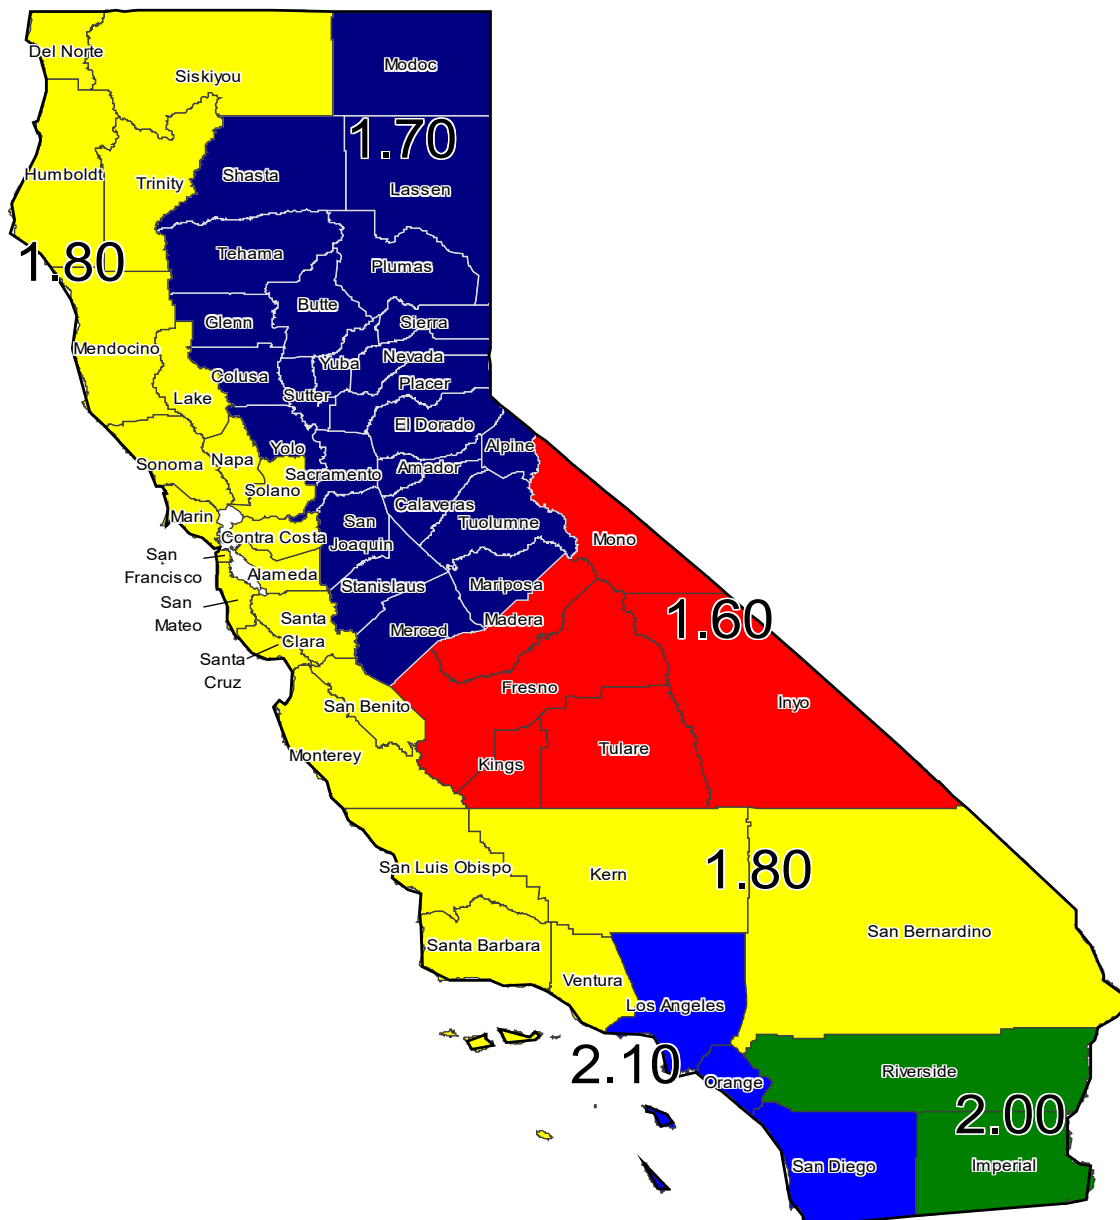 Del Norte
Siskiyou
Modoc
1.70
Humboldt
Trinity
Shasta
Lassen
1.80
Tehama
Plumas
Butte
Glenn
Sierra
Mendocino
Yuba
Nevada
Colusa
Placer
Lake
Sutter
El Dorado
Alpine
Yolo
Sonoma
Napa
Sacramento
Amador
Solano
Calaveras
Marin
San
Joaquin
Tuolumne
Contra Costa
Mono
San
Francisco
Alameda
Stanislaus
Mariposa
San
Mateo
Santa
Clara
Merced
Madera
1.60
Santa
Cruz
Fresno
San Benito
Inyo
Monterey
Kings
Tulare
San Luis Obispo
Kern
1.80
San Bernardino
Santa Barbara
Ventura
Los Angeles
2.10
Orange
Riverside
2.00
San Diego
Imperial